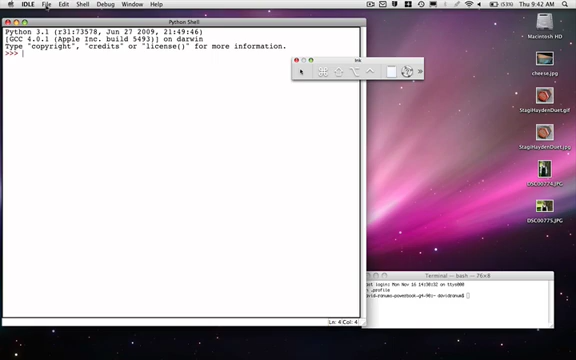 IDLE File Edit Shell Debug Window Help
(53%) Thu 9:42 AM
Python Shell
Python 3.1 (r31:73578, Jun 27 2009, 21:49:46)
[GCC 4.0.1 (Apple Inc. build 5493)] on darwin
Type "copyright", "credits" or "license()" for more information.
>>>
Ln: 4 Col: 4
Ink
Macintosh HD
cheese.jpg
StagiHaydenDuet.gif
StagiHaydenDuet.jpg
DSC00774.JPG
DSC00775.JPG
Terminal — bash — 76×8